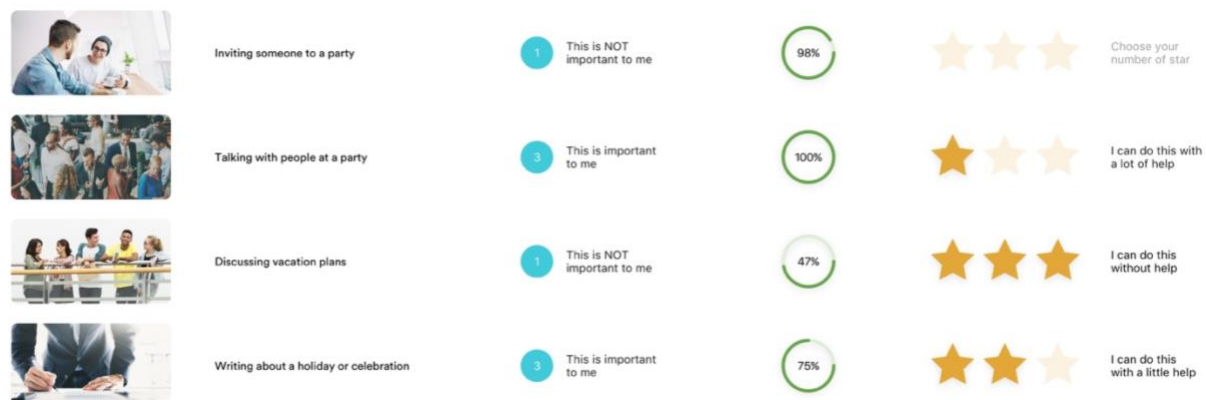 Inviting someone to a party
1
This is NOT
important to me
98%
Choose your
number of star
Talking with people at a party
3
This is important
to me
100%
I can do this with
a lot of help
Discussing vacation plans
1
This is NOT
important to me
47%
I can do this
without help
Writing about a holiday or celebration
3
This is important
to me
75%
I can do this
with a little help